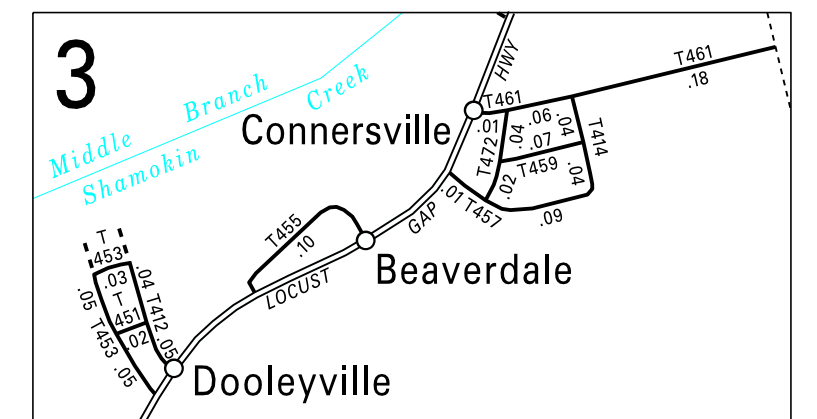 3
Middle Branch
Shamokin Creek
HWY
T461
.18
T461
Connersville
.01
.06
.04
.04
.07
T414
T472
T459
.02
.04
.01 T457
.09
GAP
T455
.10
LOCUST
Beaverdale
T
453
.03
.04 T412 .05
T
451
.02
.05 T453 .05
Dooleyville